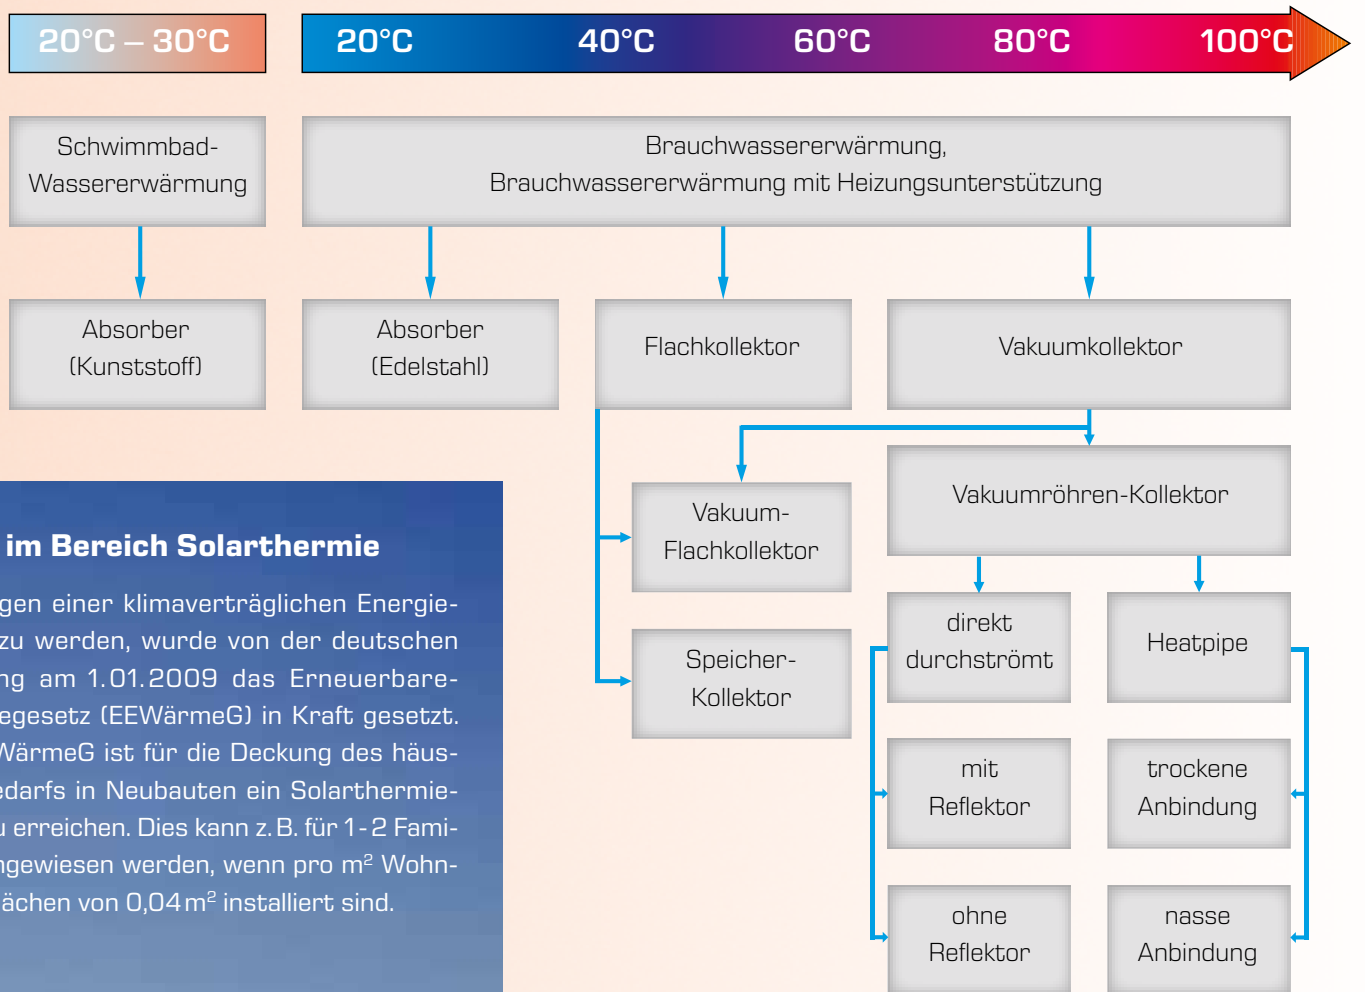 20°C – 30°C
20°C 40°C 60°C 80°C 100°C
Schwimmbad-
Wassererwärmung
Brauchwassererwärmung,
Brauchwassererwärmung mit Heizungsunterstützung
Absorber
(Kunststoff)
Absorber
(Edelstahl)
Flachkollektor
Vakuumkollektor
Vakuum-
Flachkollektor
Speicher-
Kollektor
Vakuumröhren-Kollektor
direkt
durchströmt
Heatpipe
mit
Reflektor
trockene
Anbindung
ohne
Reflektor
nasse
Anbindung
im Bereich Solarthermie
gen einer klimaverträglichen Energie-
zu werden, wurde von der deutschen
ng am 1.01.2009 das Erneuerbare-
egesetz (EEWärmeG) in Kraft gesetzt.
WärmeG ist für die Deckung des häus-
edarfs in Neubauten ein Solarthermie-
u erreichen. Dies kann z.B. für 1-2 Fami-
ngewiesen werden, wenn pro m² Wohn-
ächen von 0,04 m² installiert sind.